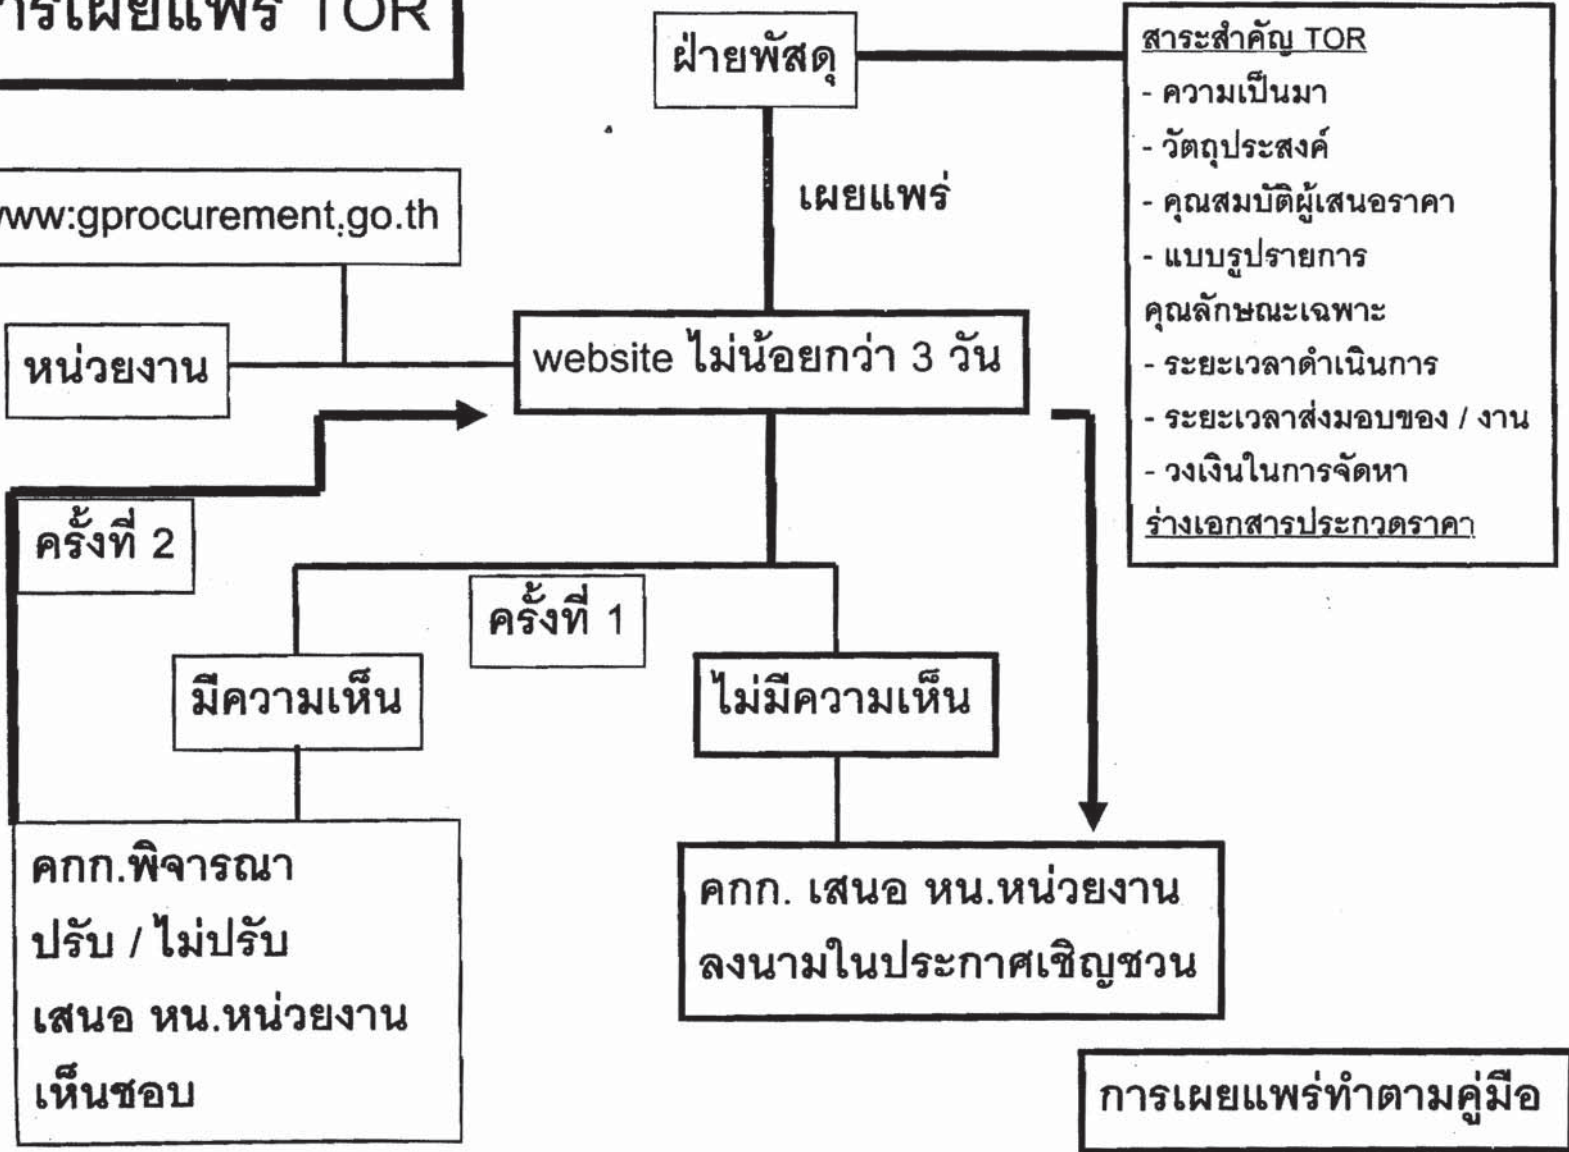 การเผยแพร่ TOR
ฝ่ายพัสดุ
สาระสำคัญ TOR
- ความเป็นมา
- วัตถุประสงค์
- คุณสมบัติผู้เสนอราคา
- แบบรูปรายการ
คุณลักษณะเฉพาะ
- ระยะเวลาดำเนินการ
- ระยะเวลาส่งมอบของ / งาน
- วงเงินในการจัดหา
ร่างเอกสารประกวดราคา
เผยแพร่
www:gprocurement.go.th
หน่วยงาน
website ไม่น้อยกว่า 3 วัน
ครั้งที่ 2
ครั้งที่ 1
มีความเห็น
ไม่มีความเห็น
คกก.พิจารณา
ปรับ / ไม่ปรับ
เสนอ หน.หน่วยงาน
เห็นชอบ
คกก. เสนอ หน.หน่วยงาน
ลงนามในประกาศเชิญชวน
การเผยแพร่ทำตามคู่มือ